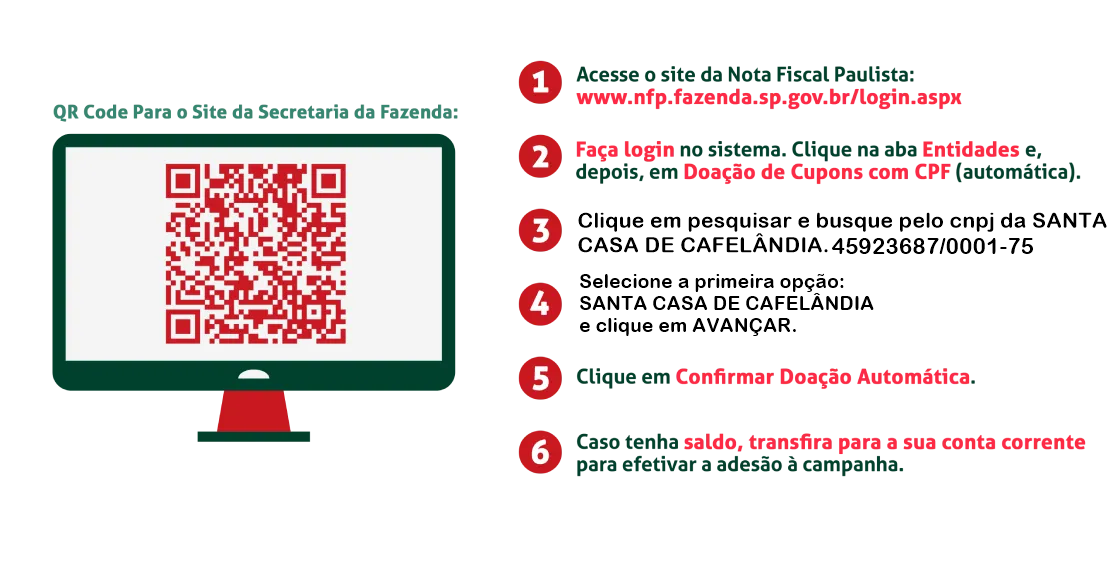 QR Code Para o Site da Secretaria da Fazenda:
1 Acesse o site da Nota Fiscal Paulista:
www.nfp.fazenda.sp.gov.br/login.aspx
2 Faça login no sistema. Clique na aba Entidades e,
depois, em Doação de Cupons com CPF (automática).
3 Clique em pesquisar e busque pelo cnpj da SANTA
CASA DE CAFELÂNDIA. 45923687/0001-75
4 Selecione a primeira opção:
SANTA CASA DE CAFELÂNDIA
e clique em AVANÇAR.
5 Clique em Confirmar Doação Automática.
6 Caso tenha saldo, transfira para a sua conta corrente
para efetivar a adesão à campanha.